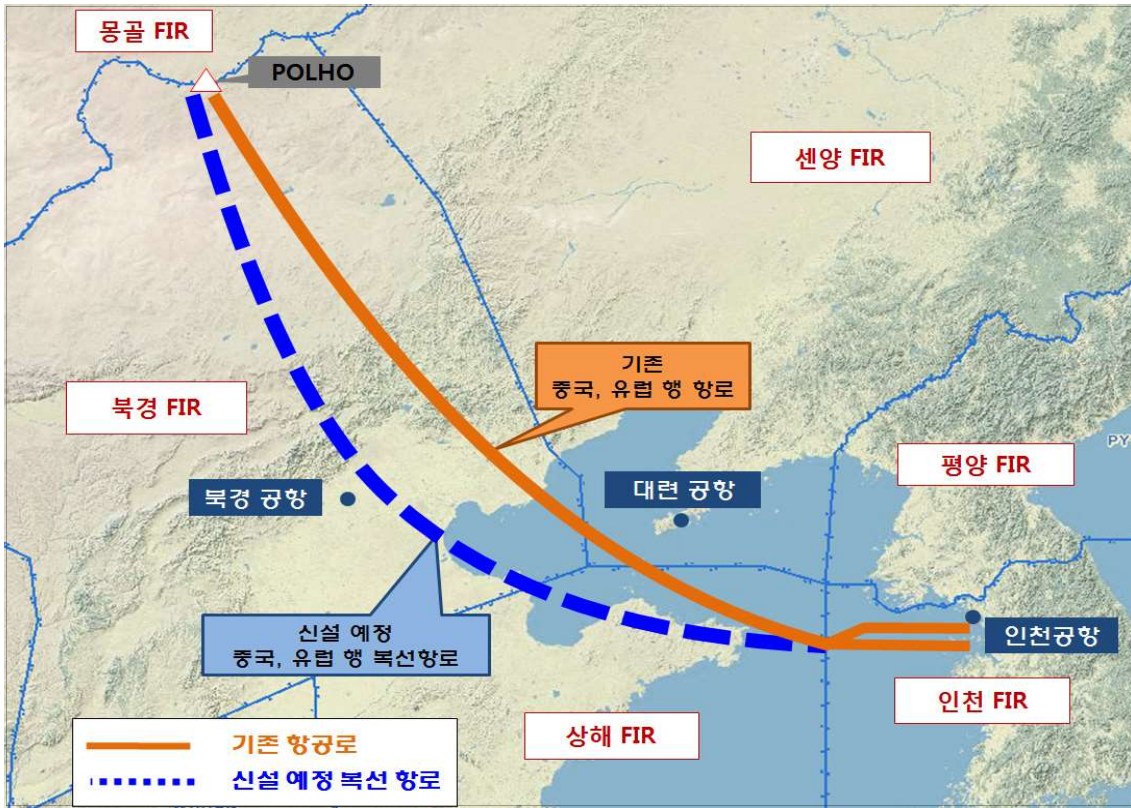 몽골 FIR
POLHO
센양 FIR
기존
중국, 유럽 행 항로
북경 FIR
PY
평양 FIR
대련 공항
북경 공항
신설 예정
중국, 유럽 행 복선항로
인천공항
인천 FIR
상해 FIR
기존 항공로
신설 예정 복선 항로